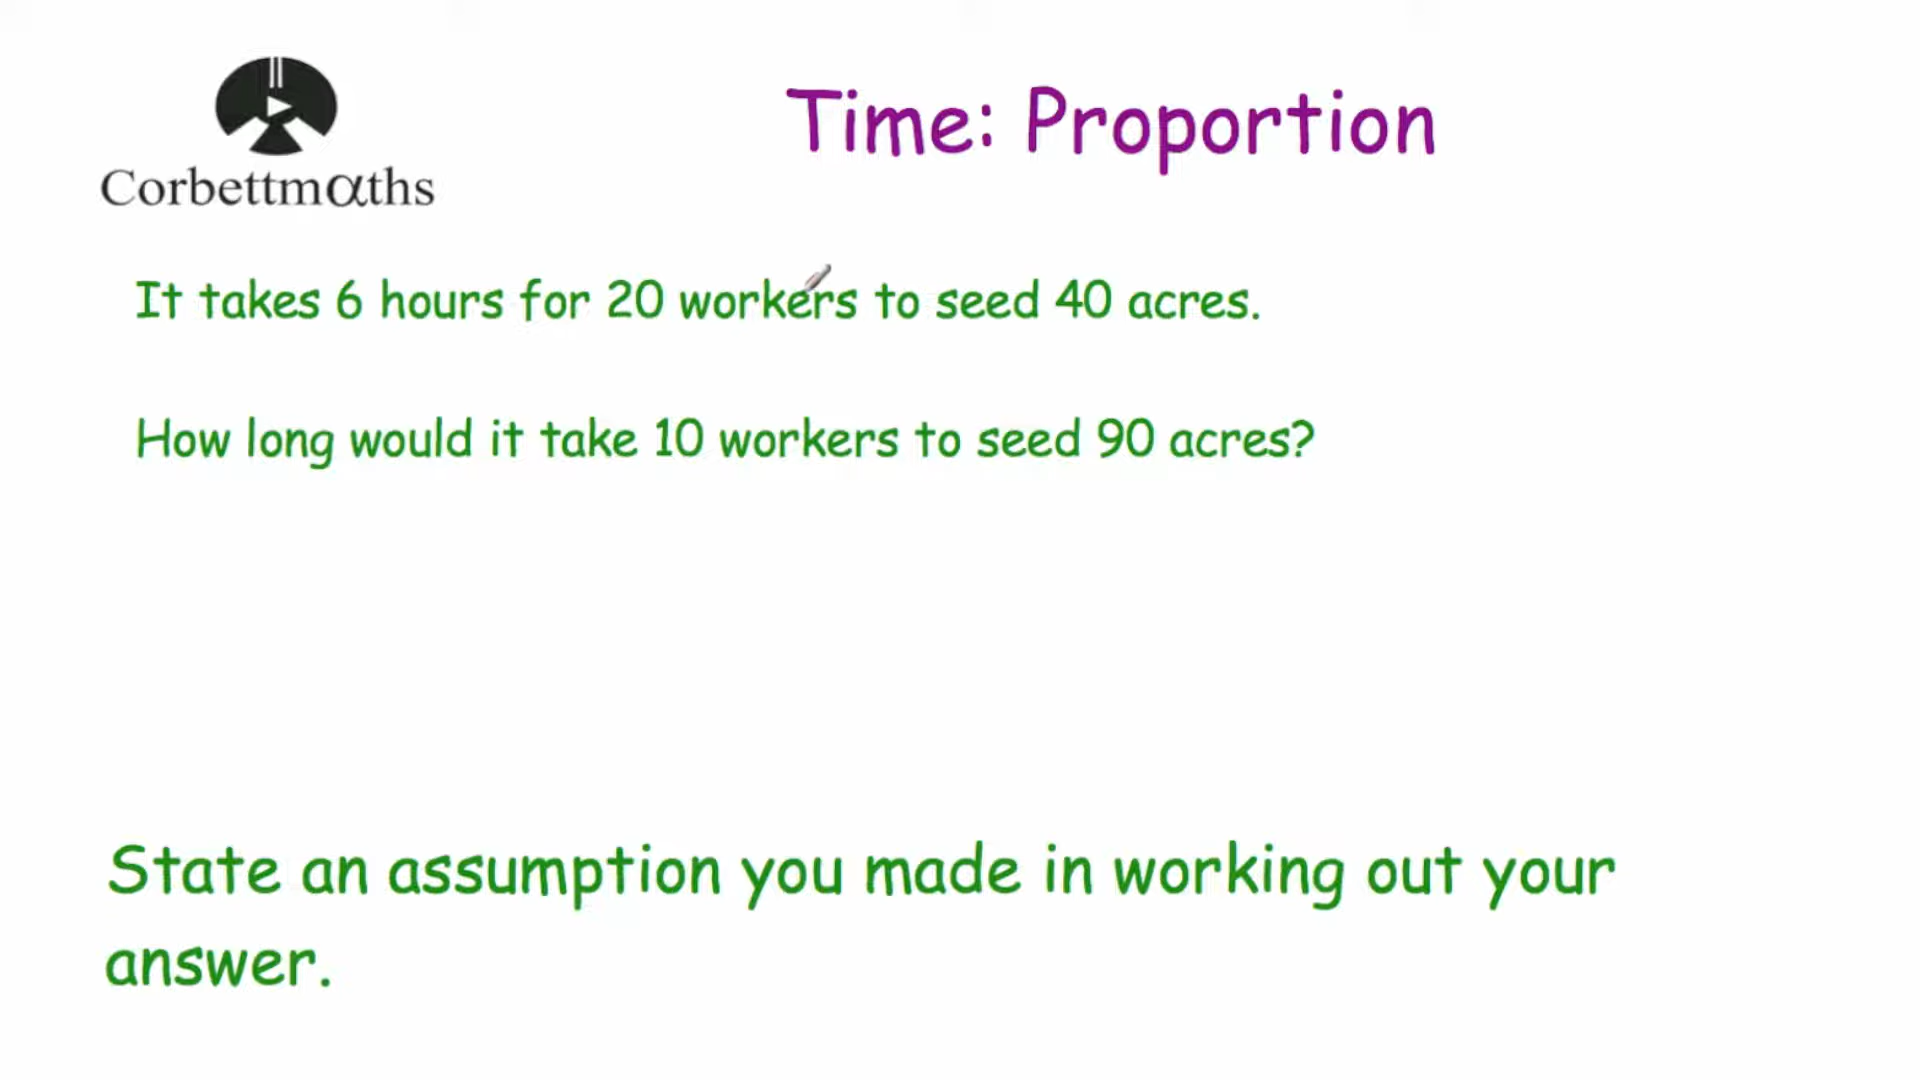 Time: Proportion
Corbettmαths
It takes 6 hours for 20 workers to seed 40 acres.
How long would it take 10 workers to seed 90 acres?
State an assumption you made in working out your
answer.